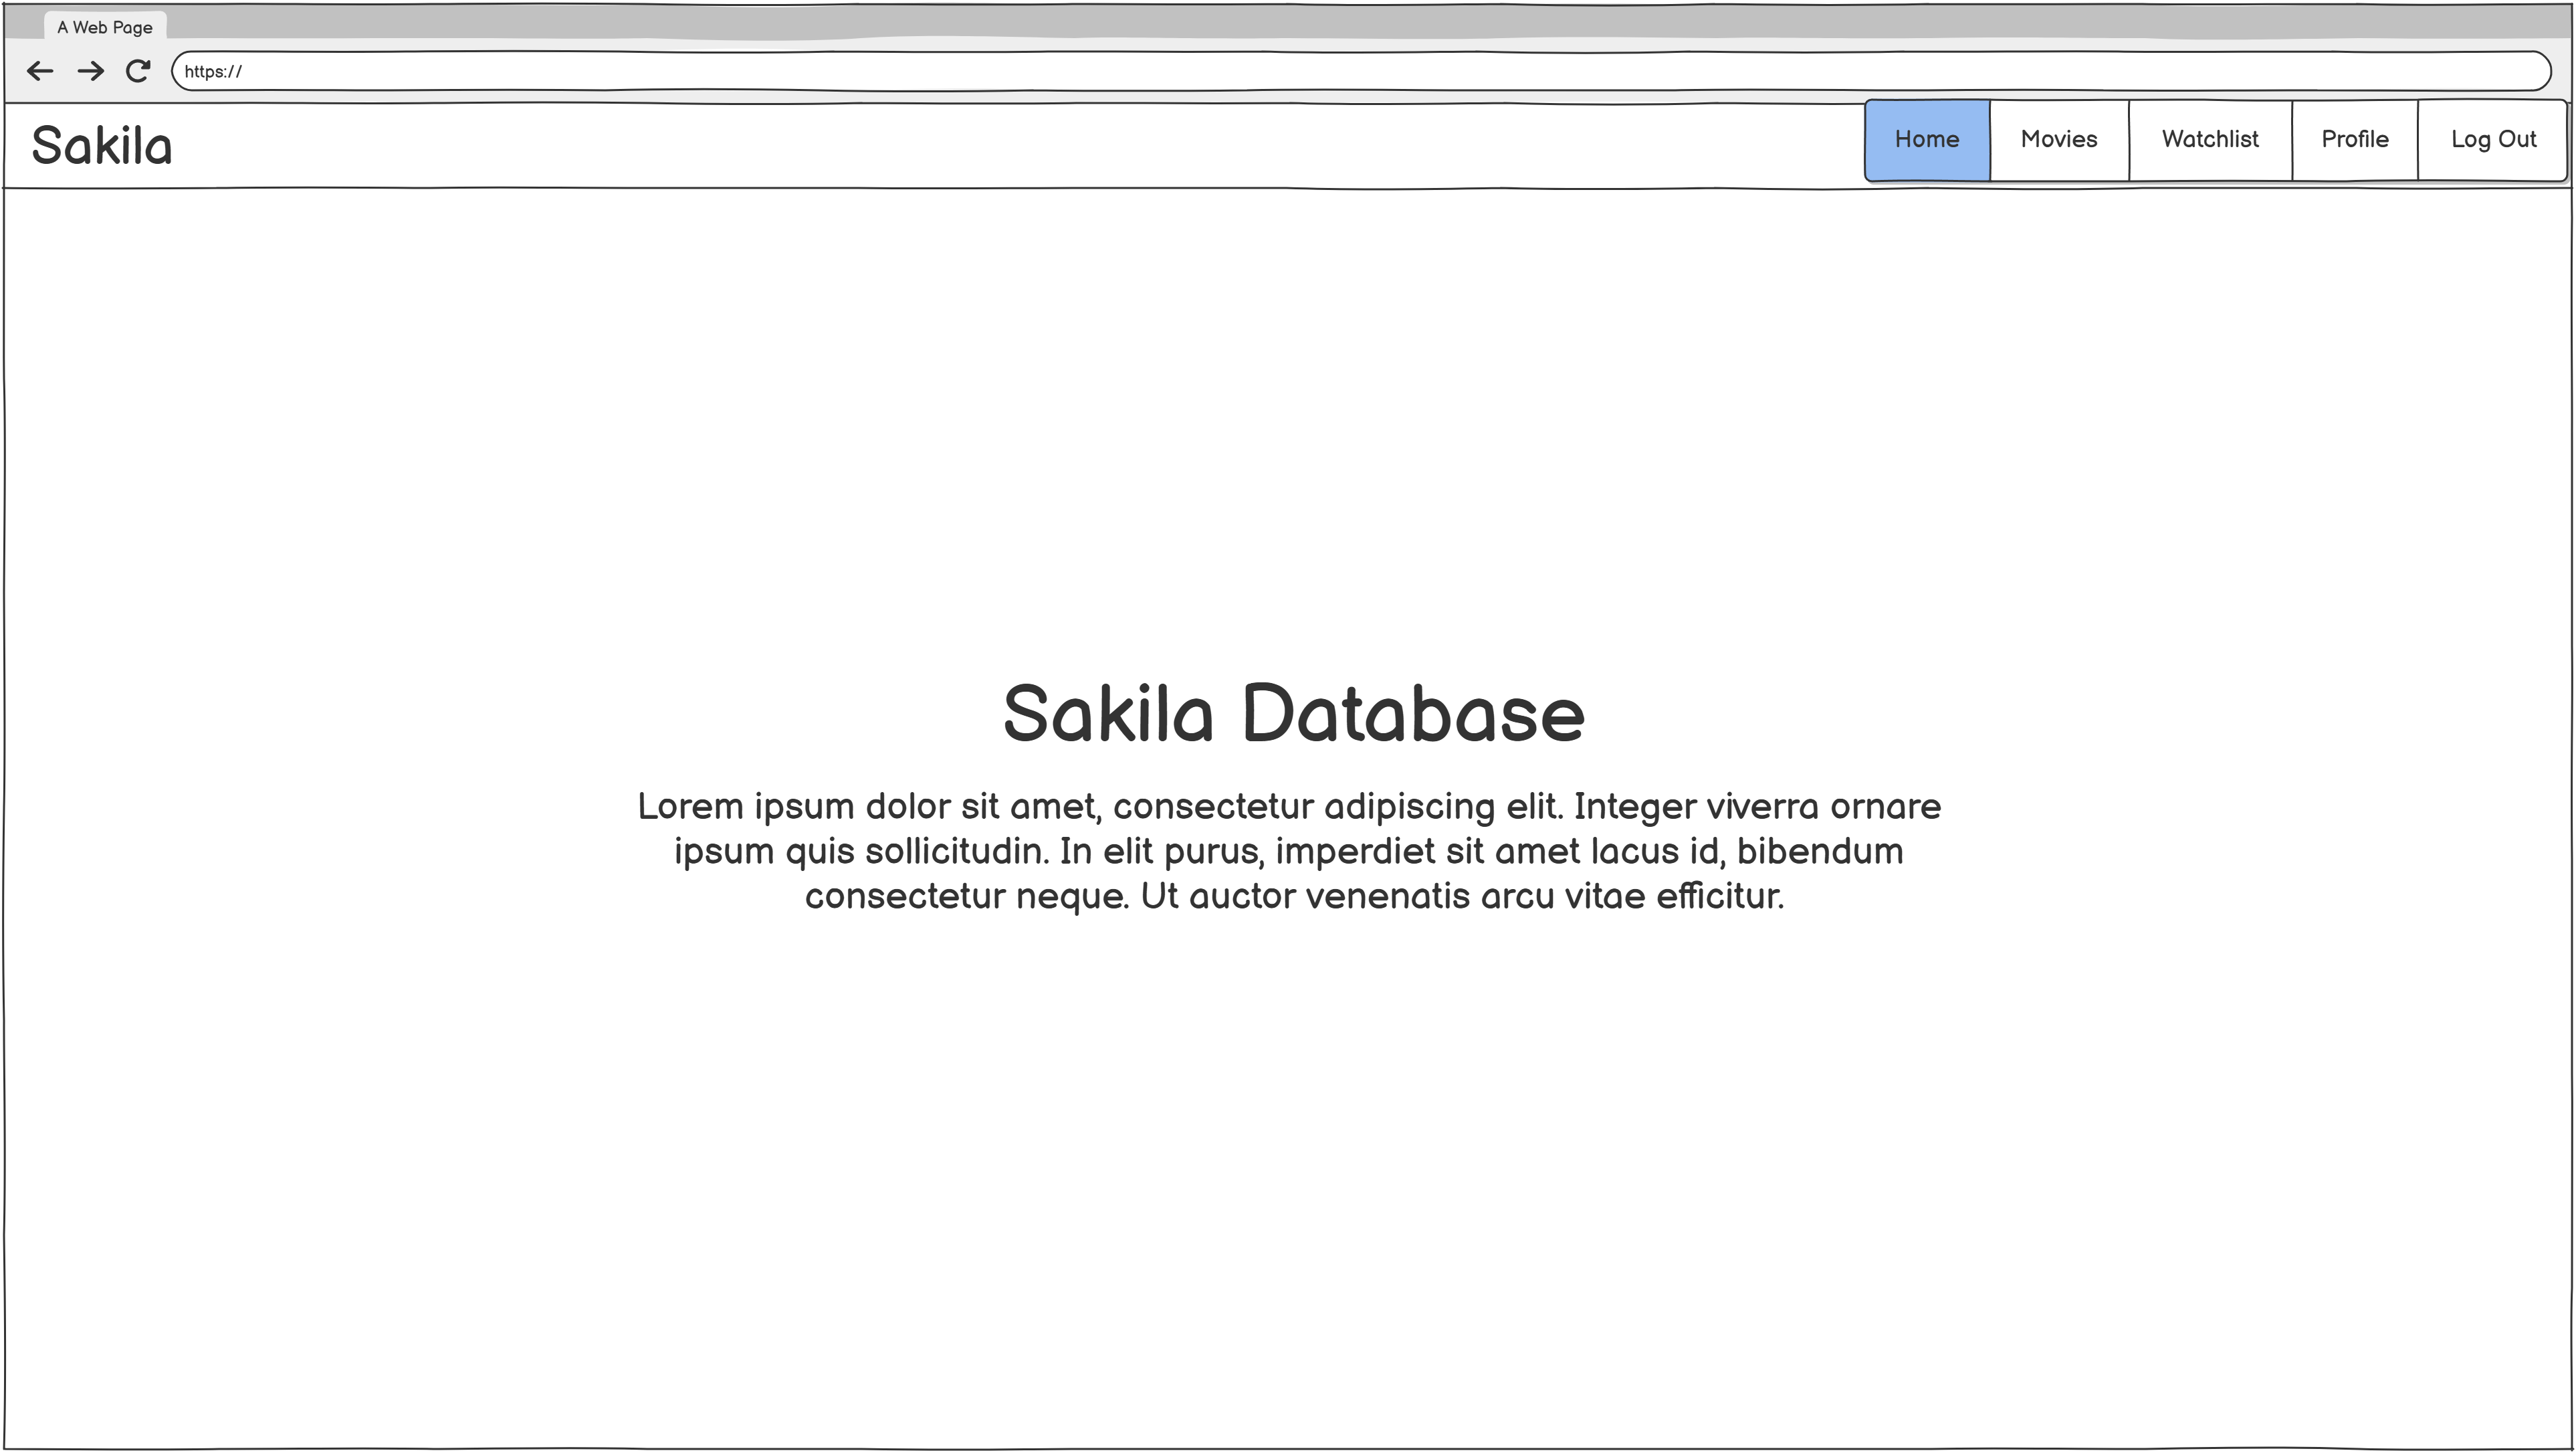 A Web Page
https://
Sakila
Home Movies Watchlist Profile Log Out
Sakila Database
Lorem ipsum dolor sit amet, consectetur adipiscing elit. Integer viverra ornare
ipsum quis sollicitudin. In elit purus, imperdiet sit amet lacus id, bibendum
consectetur neque. Ut auctor venenatis arcu vitae efficitur.